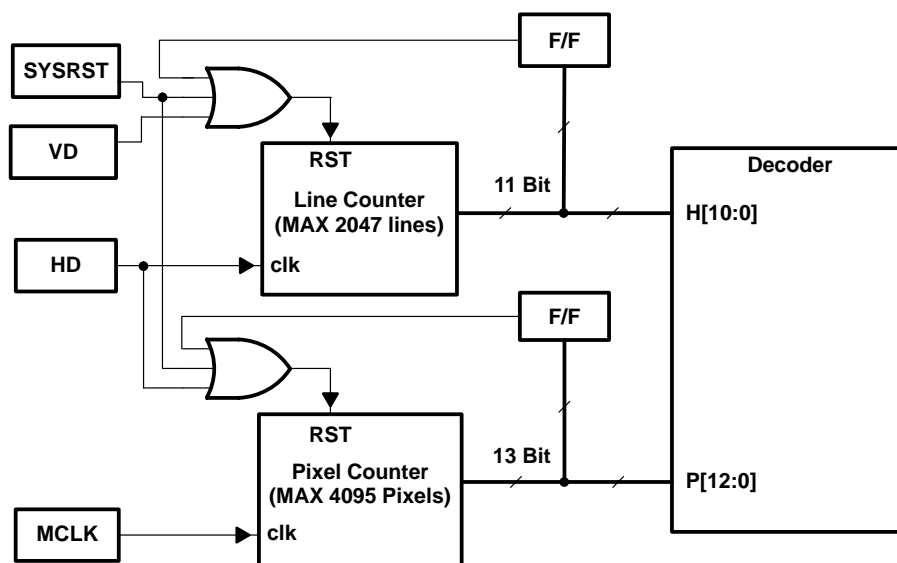 F/F
SYSRST
VD
RST
Line Counter
(MAX 2047 lines)
clk
11 Bit
Decoder
H[10:0]
HD
F/F
RST
Pixel Counter
(MAX 4095 Pixels)
clk
13 Bit
P[12:0]
MCLK